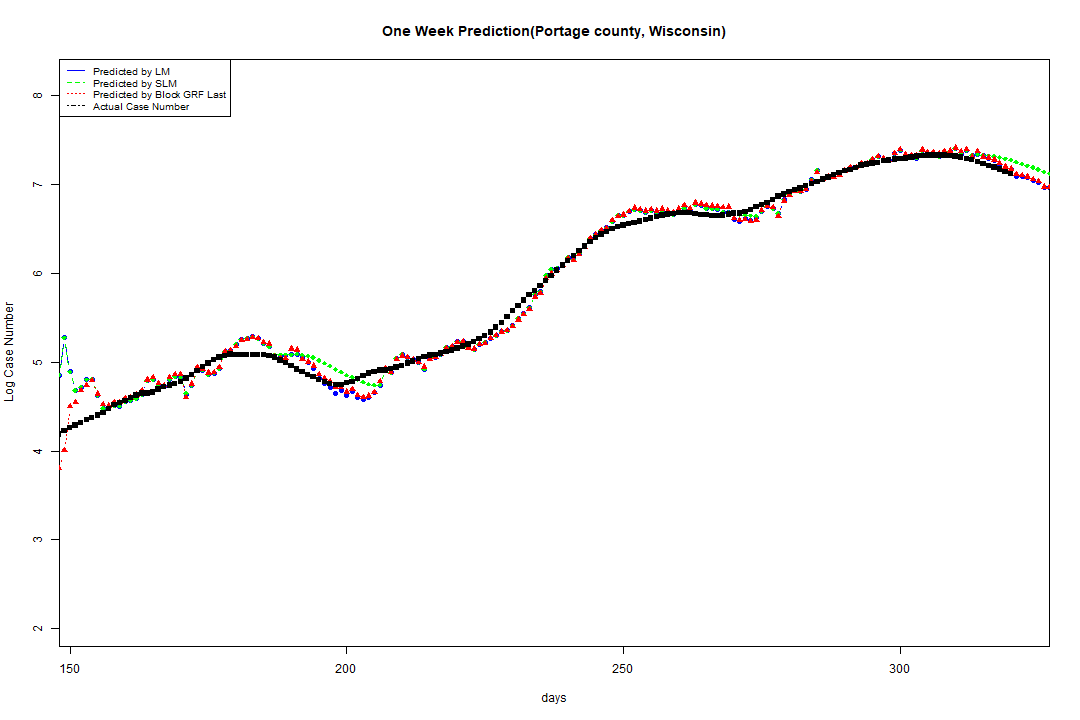 One Week Prediction(Portage county, Wisconsin)
Predicted by LM
Predicted by SLM
Predicted by Block GRF Last
Actual Case Number
Log Case Number
8
7
6
5
4
3
2
150 200 250 300
days